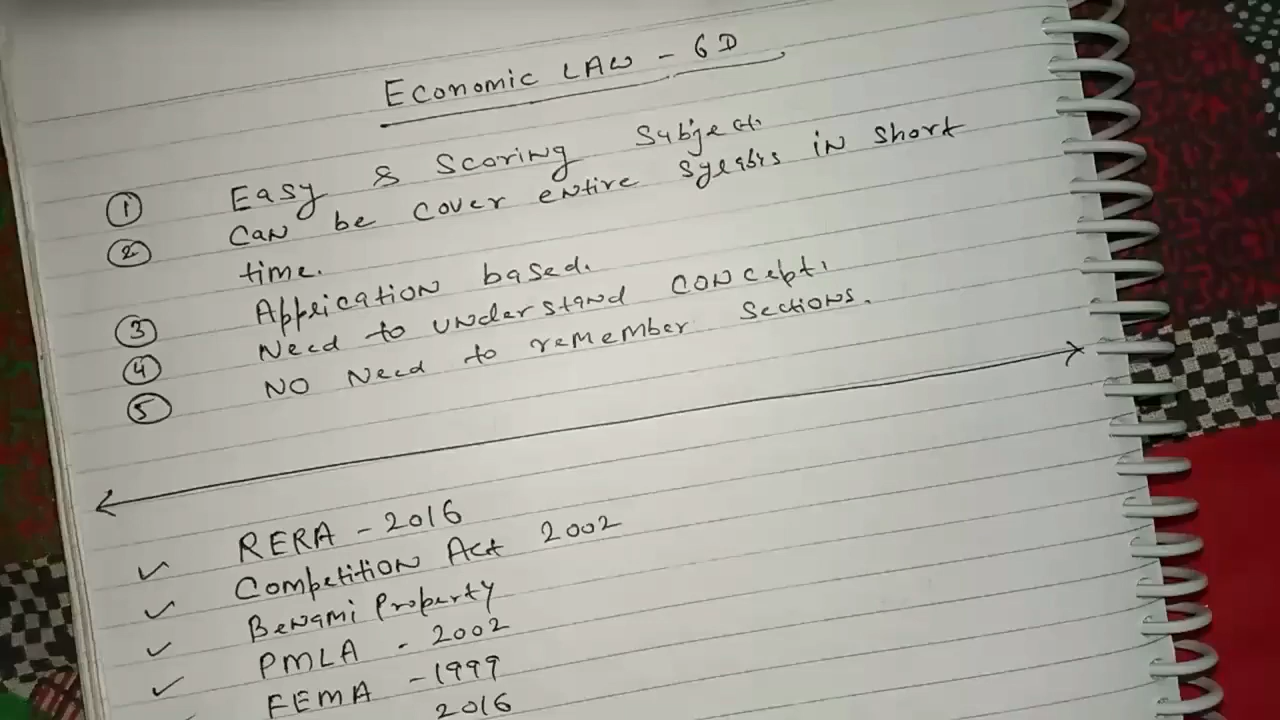 Economic LAW - 6D
① Easy & Scoring Subject.
② Can be cover entire syllabus in short
time.
③ Application based.
④ Need to understand concept.
⑤ NO Need to remember sections.
✓ RERA - 2016
✓ Competition Act 2002
✓ Benami Property
✓ PMLA - 2002
FEMA - 1999
2016